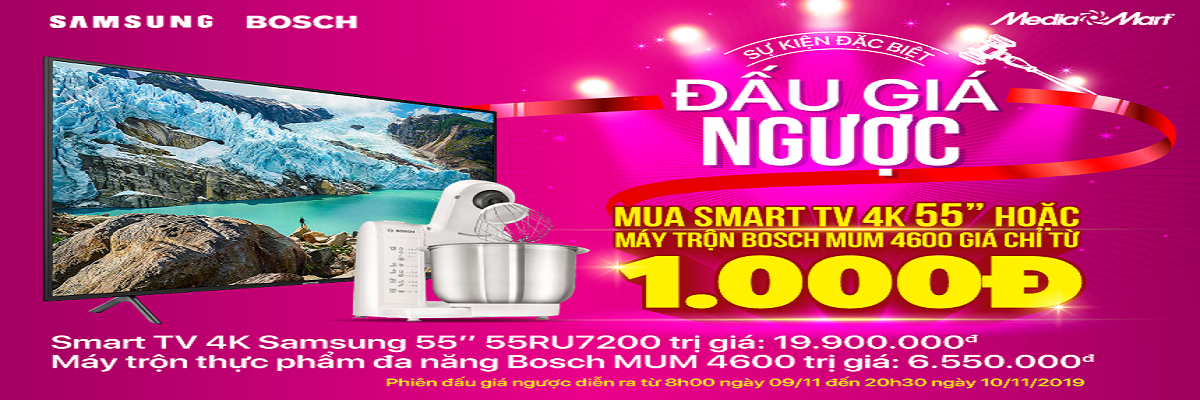 SAMSUNG BOSCH
Media Mart
SỰ KIỆN ĐẶC BIỆT
ĐẤU GIÁ
NGƯỢC
MUA SMART TV 4K 55” HOẶC
MÁY TRỘN BOSCH MUM 4600 GIÁ CHỈ TỪ
1.000Đ
BOSCH
Smart TV 4K Samsung 55’’ 55RU7200 trị giá: 19.900.000đ
Máy trộn thực phẩm đa năng Bosch MUM 4600 trị giá: 6.550.000đ
Phiên đấu giá ngược diễn ra từ 8h00 ngày 09/11 đến 20h30 ngày 10/11/2019